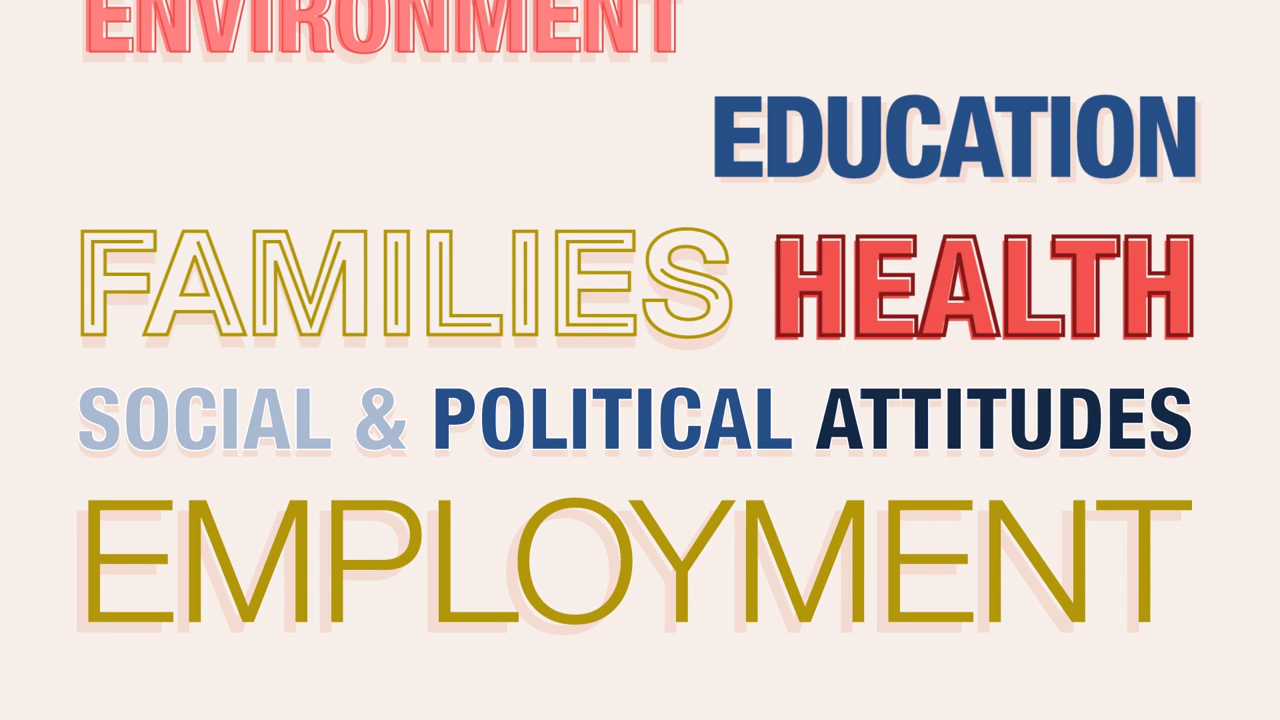 ENVIRONMENT
EDUCATION
FAMILIES HEALTH
SOCIAL & POLITICAL ATTITUDES
EMPLOYMENT